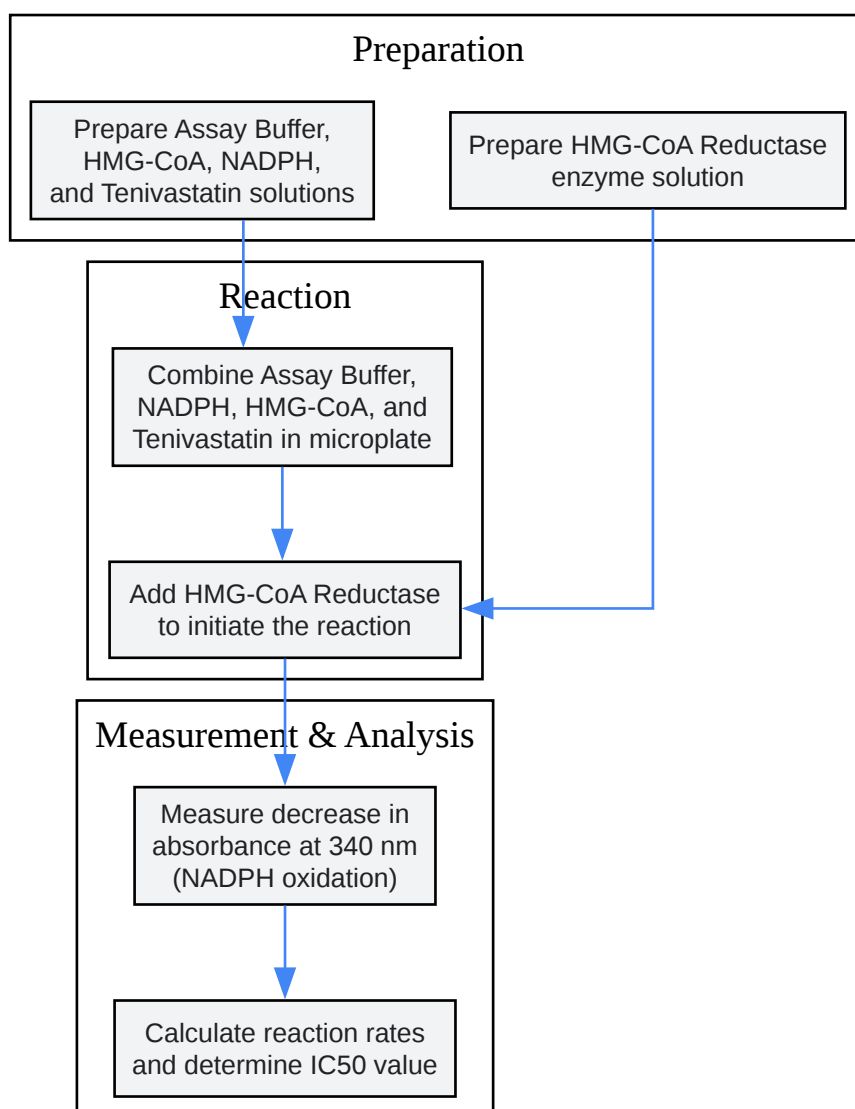 Preparation
Prepare Assay Buffer,
HMG-CoA, NADPH,
and Tenivastatin solutions
Prepare HMG-CoA Reductase
enzyme solution
Reaction
Combine Assay Buffer,
NADPH, HMG-CoA, and
Tenivastatin in microplate
Add HMG-CoA Reductase
to initiate the reaction
Measurement & Analysis
Measure decrease in
absorbance at 340 nm
(NADPH oxidation)
Calculate reaction rates
and determine IC50 value